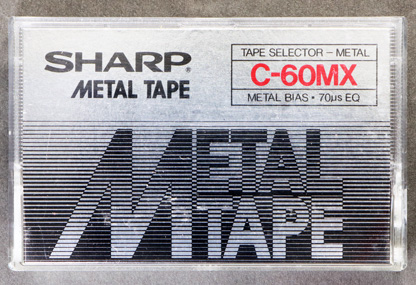 SHARP®
METAL TAPE
TAPE SELECTOR – METAL
C-60MX
METAL BIAS • 70µs EQ
METAL
TAPE